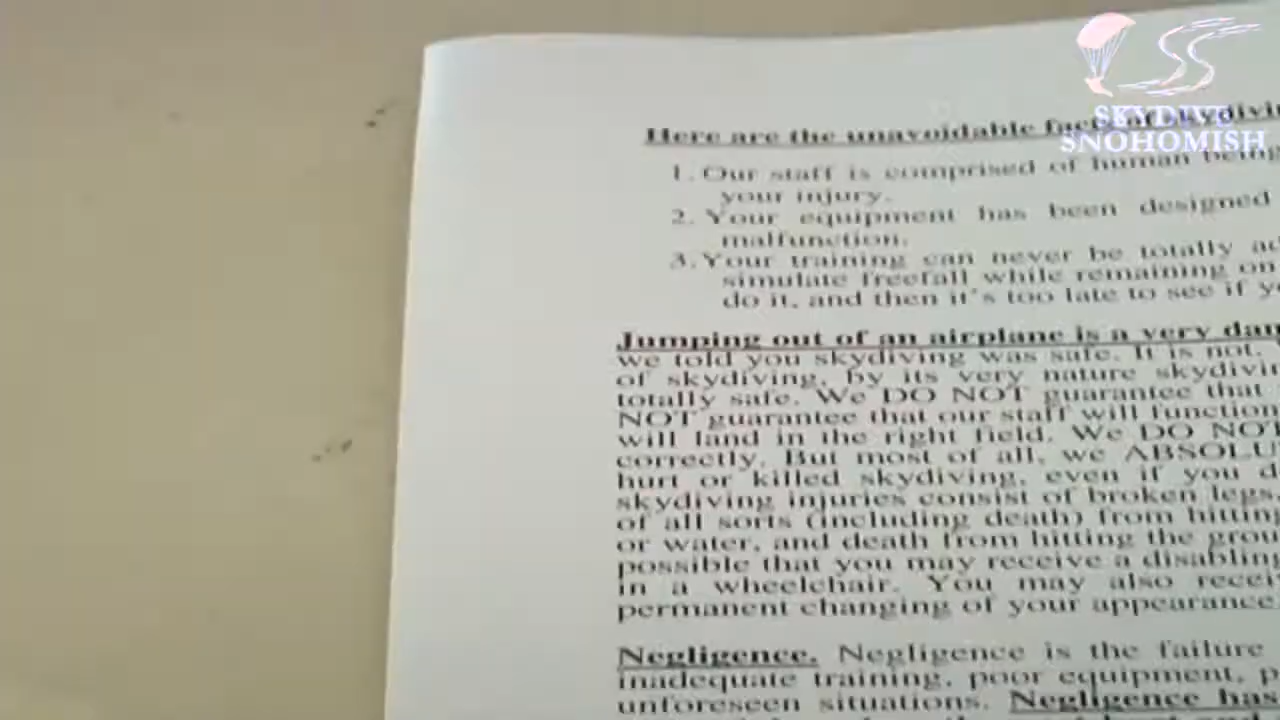 SKYDIVE
SNOHOMISH
Here are the unavoidable facts of skydivi
1. Our staff is comprised of human being
your injury.
2. Your equipment has been designed
malfunction.
3. Your training can never be totally ad
simulate freefall while remaining on
do it, and then it's too late to see if yo
Jumping out of an airplane is a very dan
we told you skydiving was safe. It is not.
of skydiving, by its very nature skydivin
totally safe. We DO NOT guarantee that
NOT guarantee that our staff will function
will land in the right field. We DO NOT
correctly. But most of all, we ABSOLU
hurt or killed skydiving, even if you d
skydiving injuries consist of broken legs,
of all sorts (including death) from hitting
or water, and death from hitting the grou
possible that you may receive a disabling
in a wheelchair. You may also recei
permanent changing of your appearance.
Negligence. Negligence is the failure
inadequate training, poor equipment, p
unforeseen situations. Negligence has